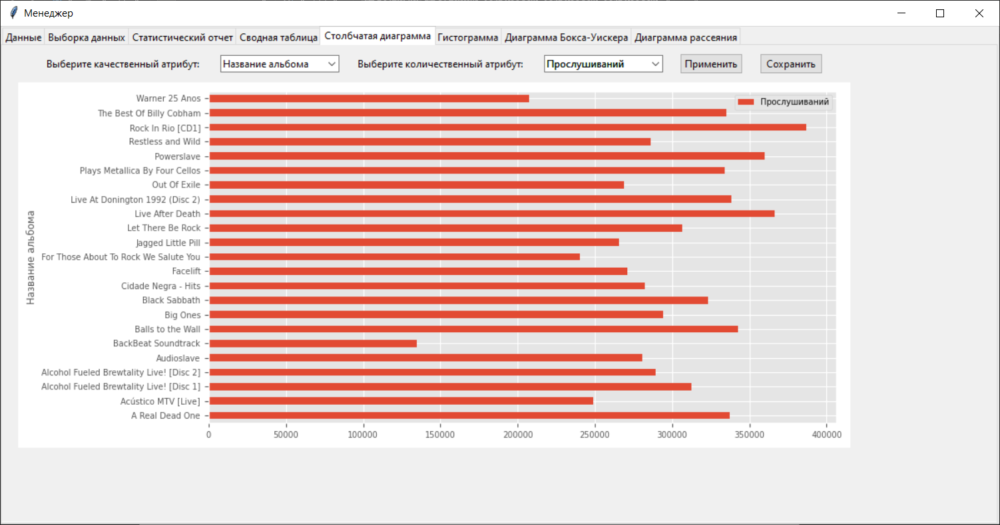 Менеджер
Данные Выборка данных Статистический отчет Сводная таблица Столбчатая диаграмма Гистограмма Диаграмма Бокса-Уискера Диаграмма рассеяния
Выберите качественный атрибут: Название альбома Выберите количественный атрибут: Прослушиваний Применить Сохранить
Прослушиваний
Название альбома
Warner 25 Anos
The Best Of Billy Cobham
Rock In Rio [CD1]
Restless and Wild
Powerslave
Plays Metallica By Four Cellos
Out Of Exile
Live At Donington 1992 (Disc 2)
Live After Death
Let There Be Rock
Jagged Little Pill
For Those About To Rock We Salute You
Facelift
Cidade Negra - Hits
Black Sabbath
Big Ones
Balls to the Wall
BackBeat Soundtrack
Audioslave
Alcohol Fueled Brewtality Live! [Disc 2]
Alcohol Fueled Brewtality Live! [Disc 1]
Acústico MTV [Live]
A Real Dead One
0 50000 100000 150000 200000 250000 300000 350000 400000